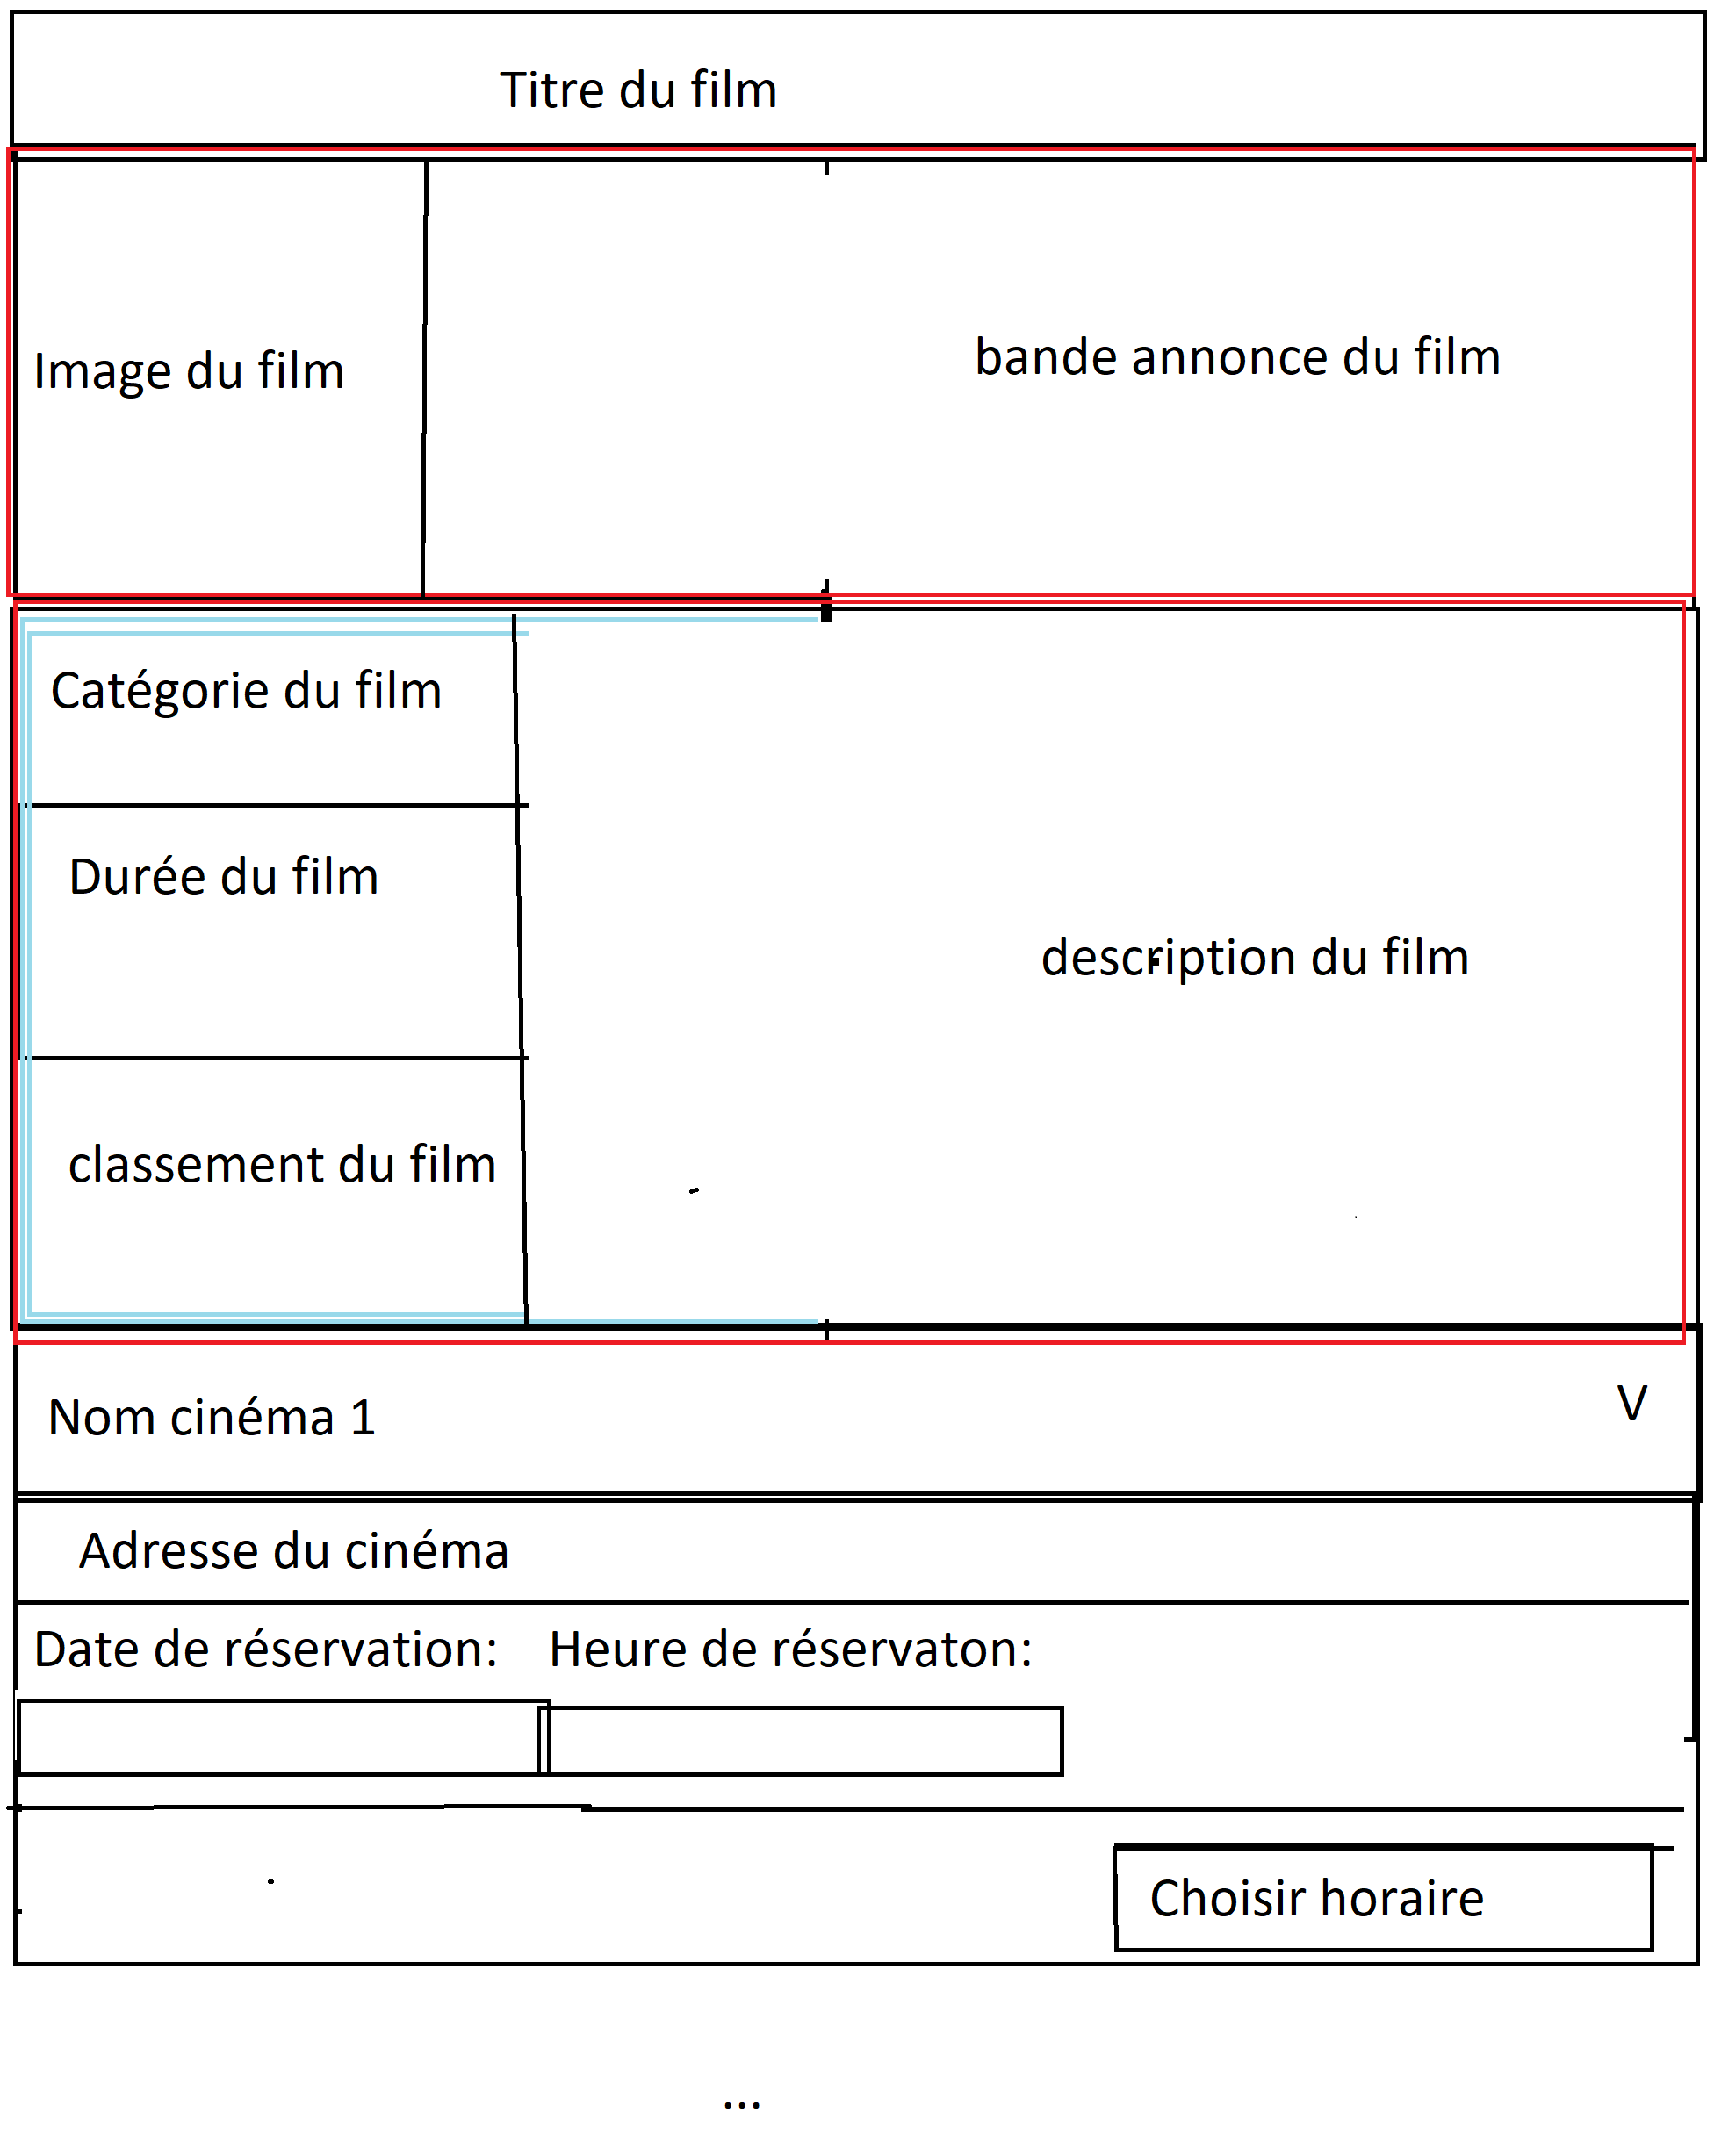 Titre du film
Image du film
bande annonce du film
Catégorie du film
Durée du film
description du film
classement du film
Nom cinéma 1 V
Adresse du cinéma
Date de réservation: Heure de réservaton:
Choisir horaire
...